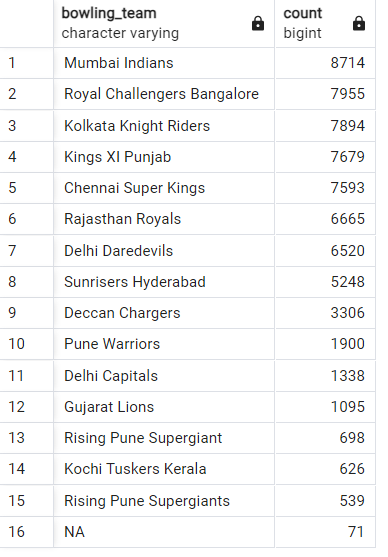 bowling_team count
character varying bigint
1 Mumbai Indians 8714
2 Royal Challengers Bangalore 7955
3 Kolkata Knight Riders 7894
4 Kings XI Punjab 7679
5 Chennai Super Kings 7593
6 Rajasthan Royals 6665
7 Delhi Daredevils 6520
8 Sunrisers Hyderabad 5248
9 Deccan Chargers 3306
10 Pune Warriors 1900
11 Delhi Capitals 1338
12 Gujarat Lions 1095
13 Rising Pune Supergiant 698
14 Kochi Tuskers Kerala 626
15 Rising Pune Supergiants 539
16 NA 71